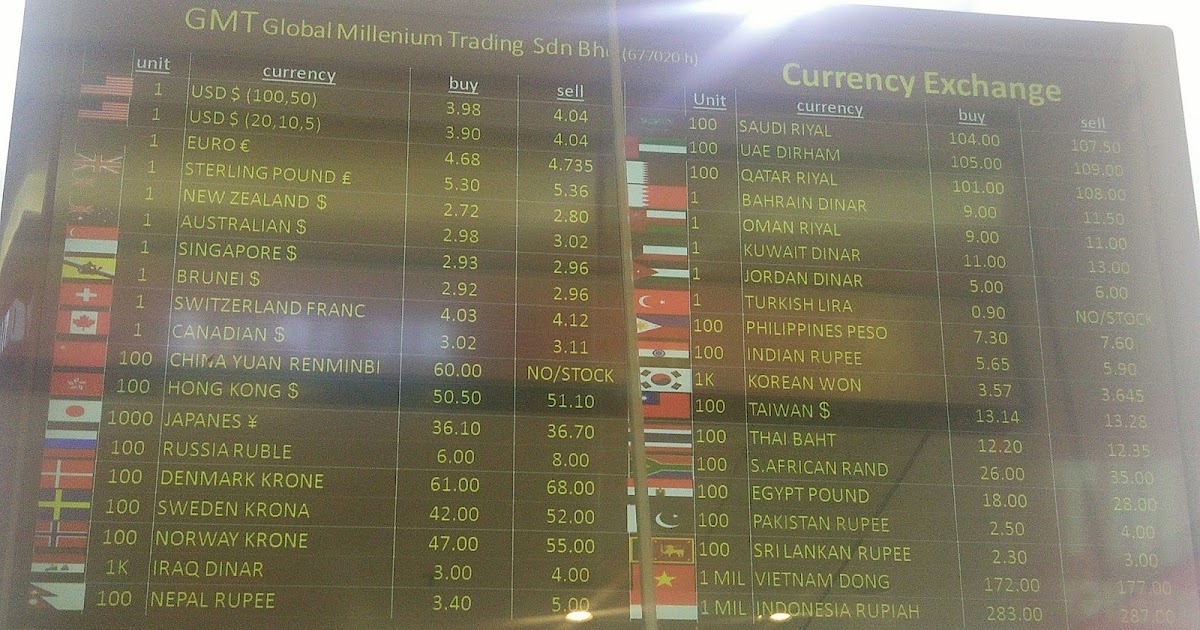 GMT Global Millenium Trading Sdn Bhd (677020 h)
unit currency buy sell
1 USD $ (100,50) 3.98 4.04
1 USD $ (20,10,5) 3.90 4.04
1 EURO € 4.68 4.735
1 STERLING POUND £ 5.30 5.36
1 NEW ZEALAND $ 2.72 2.80
1 AUSTRALIAN $ 2.98 3.02
1 SINGAPORE $ 2.93 2.96
1 BRUNEI $ 2.92 2.96
1 SWITZERLAND FRANC 4.03 4.12
1 CANADIAN $ 3.02 3.11
100 CHINA YUAN RENMINBI 60.00 NO/STOCK
100 HONG KONG $ 50.50 51.10
1000 JAPANES ¥ 36.10 36.70
100 RUSSIA RUBLE 6.00 8.00
100 DENMARK KRONE 61.00 68.00
100 SWEDEN KRONA 42.00 52.00
100 NORWAY KRONE 47.00 55.00
1K IRAQ DINAR 3.00 4.00
100 NEPAL RUPEE 3.40 5.00
Currency Exchange
Unit currency buy sell
100 SAUDI RIYAL 104.00 107.50
100 UAE DIRHAM 105.00 109.00
100 QATAR RIYAL 101.00 108.00
1 BAHRAIN DINAR 9.00 11.50
1 OMAN RIYAL 9.00 11.00
1 KUWAIT DINAR 11.00 13.00
1 JORDAN DINAR 5.00 6.00
1 TURKISH LIRA 0.90 NO/STOCK
100 PHILIPPINES PESO 7.30 7.60
100 INDIAN RUPEE 5.65 5.90
1K KOREAN WON 3.57 3.645
100 TAIWAN $ 13.14 13.28
100 THAI BAHT 12.20 12.35
100 S.AFRICAN RAND 26.00 35.00
100 EGYPT POUND 18.00 28.00
100 PAKISTAN RUPEE 2.50 4.00
100 SRI LANKAN RUPEE 2.30 3.00
1 MIL VIETNAM DONG 172.00 177.00
1 MIL INDONESIA RUPIAH 283.00 287.00